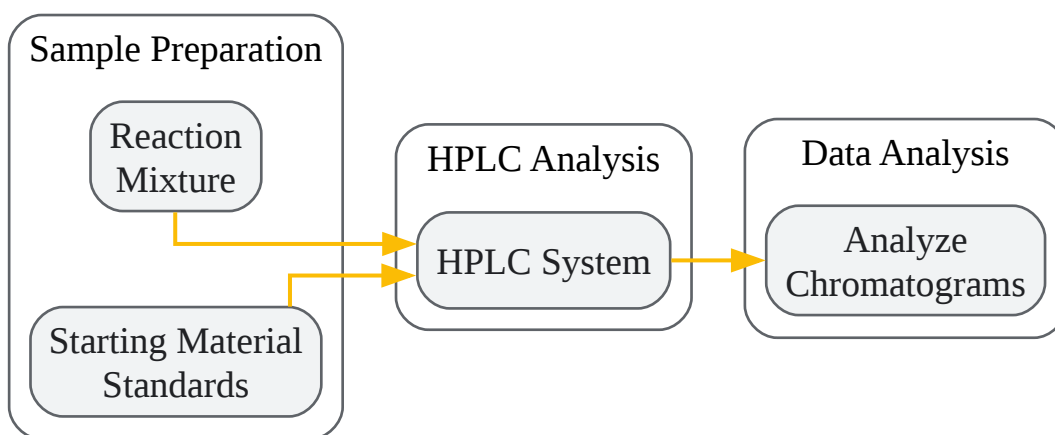 Sample Preparation
Reaction
Mixture
Starting Material
Standards
HPLC Analysis
HPLC System
Data Analysis
Analyze
Chromatograms